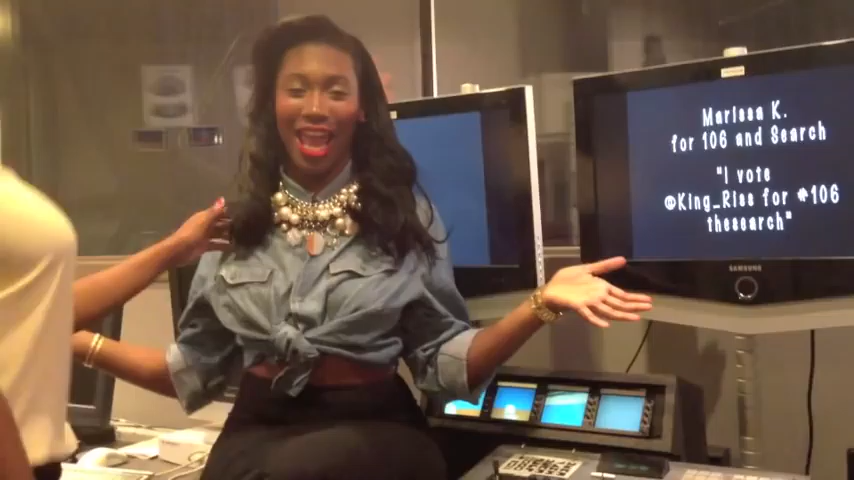 Marissa K.
for 106 and Search
"I vote
@King_Riss for #106
thesearch"
SAMSUNG